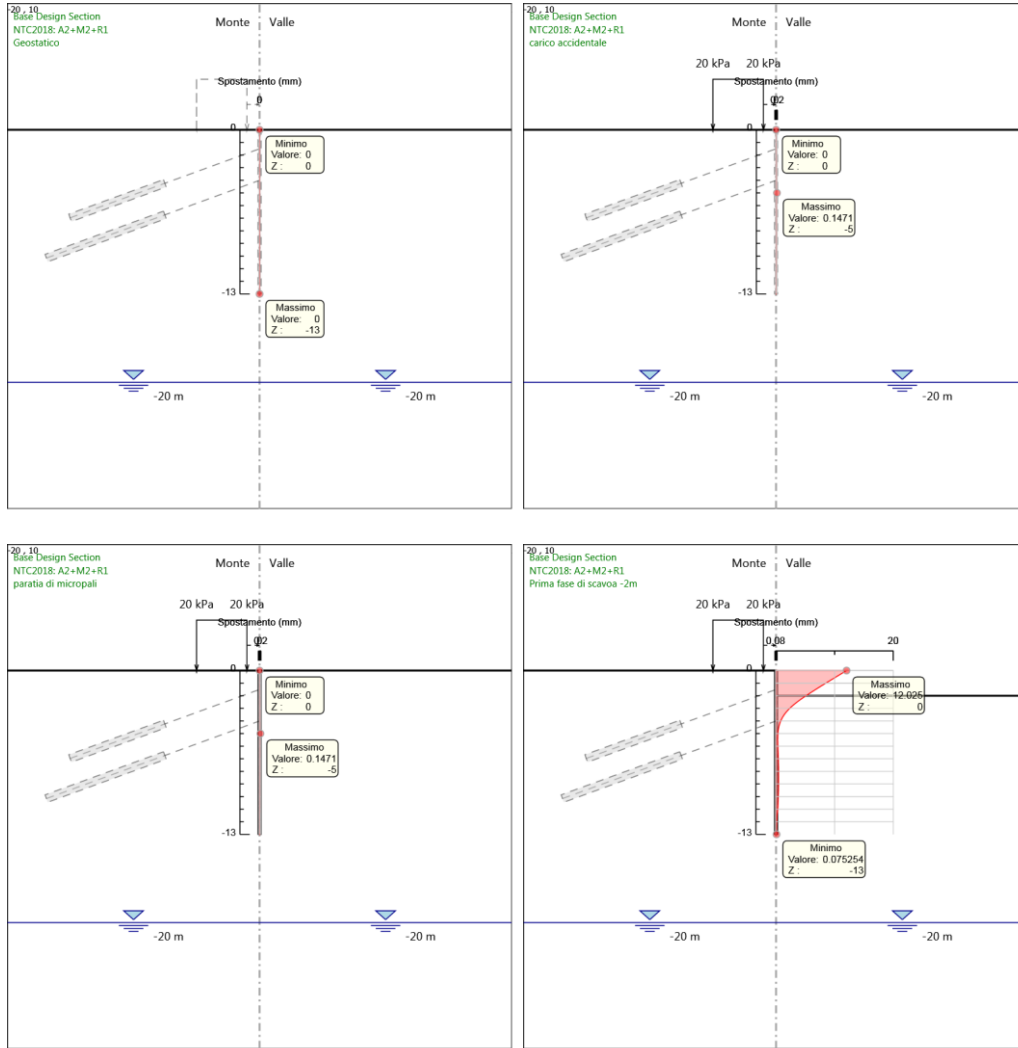 -20 , 10
Base Design Section
NTC2018: A2+M2+R1
Geostatico
Monte Valle
Spostamento (mm)
0
0
Minimo
Valore: 0
Z : 0
-13
Massimo
Valore: 0
Z : -13
-20 m
-20 m
-20 , 10
Base Design Section
NTC2018: A2+M2+R1
carico accidentale
Monte Valle
20 kPa 20 kPa
Spostamento (mm)
0
Minimo
Valore: 0
Z : 0
Massimo
Valore: 0.1471
Z : -5
-13
-20 m
-20 m
-20 , 10
Base Design Section
NTC2018: A2+M2+R1
paratia di micropali
Monte Valle
20 kPa 20 kPa
Spostamento (mm)
0
Minimo
Valore: 0
Z : 0
Massimo
Valore: 0.1471
Z : -5
-13
-20 m
-20 m
-20 , 10
Base Design Section
NTC2018: A2+M2+R1
Prima fase di scavoa -2m
Monte Valle
20 kPa 20 kPa
Spostamento (mm)
20
0
Massimo
Valore: 12.025
Z : 0
-13
Minimo
Valore: 0.075254
Z : -13
-20 m
-20 m